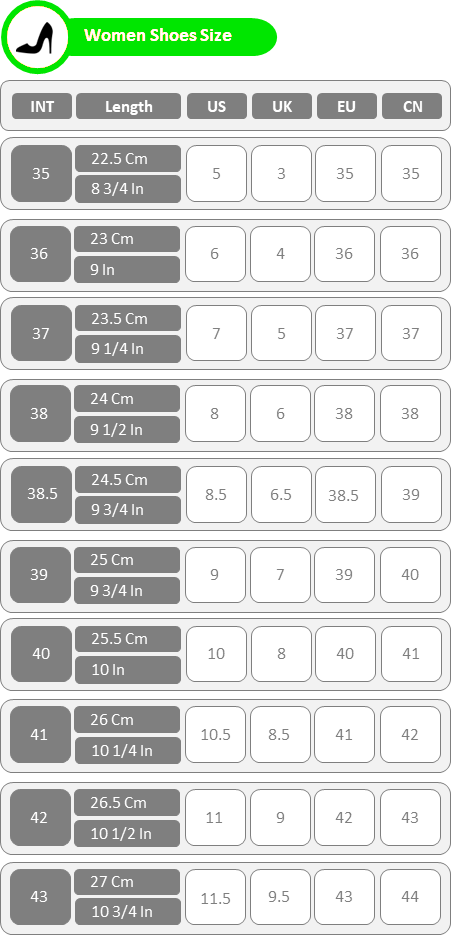 Women Shoes Size
INT Length US UK EU CN
35 22.5 Cm 5 3 35 35
8 3/4 In
36 23 Cm 6 4 36 36
9 In
37 23.5 Cm 7 5 37 37
9 1/4 In
38 24 Cm 8 6 38 38
9 1/2 In
38.5 24.5 Cm 8.5 6.5 38.5 39
9 3/4 In
39 25 Cm 9 7 39 40
9 3/4 In
40 25.5 Cm 10 8 40 41
10 In
41 26 Cm 10.5 8.5 41 42
10 1/4 In
42 26.5 Cm 11 9 42 43
10 1/2 In
43 27 Cm 11.5 9.5 43 44
10 3/4 In